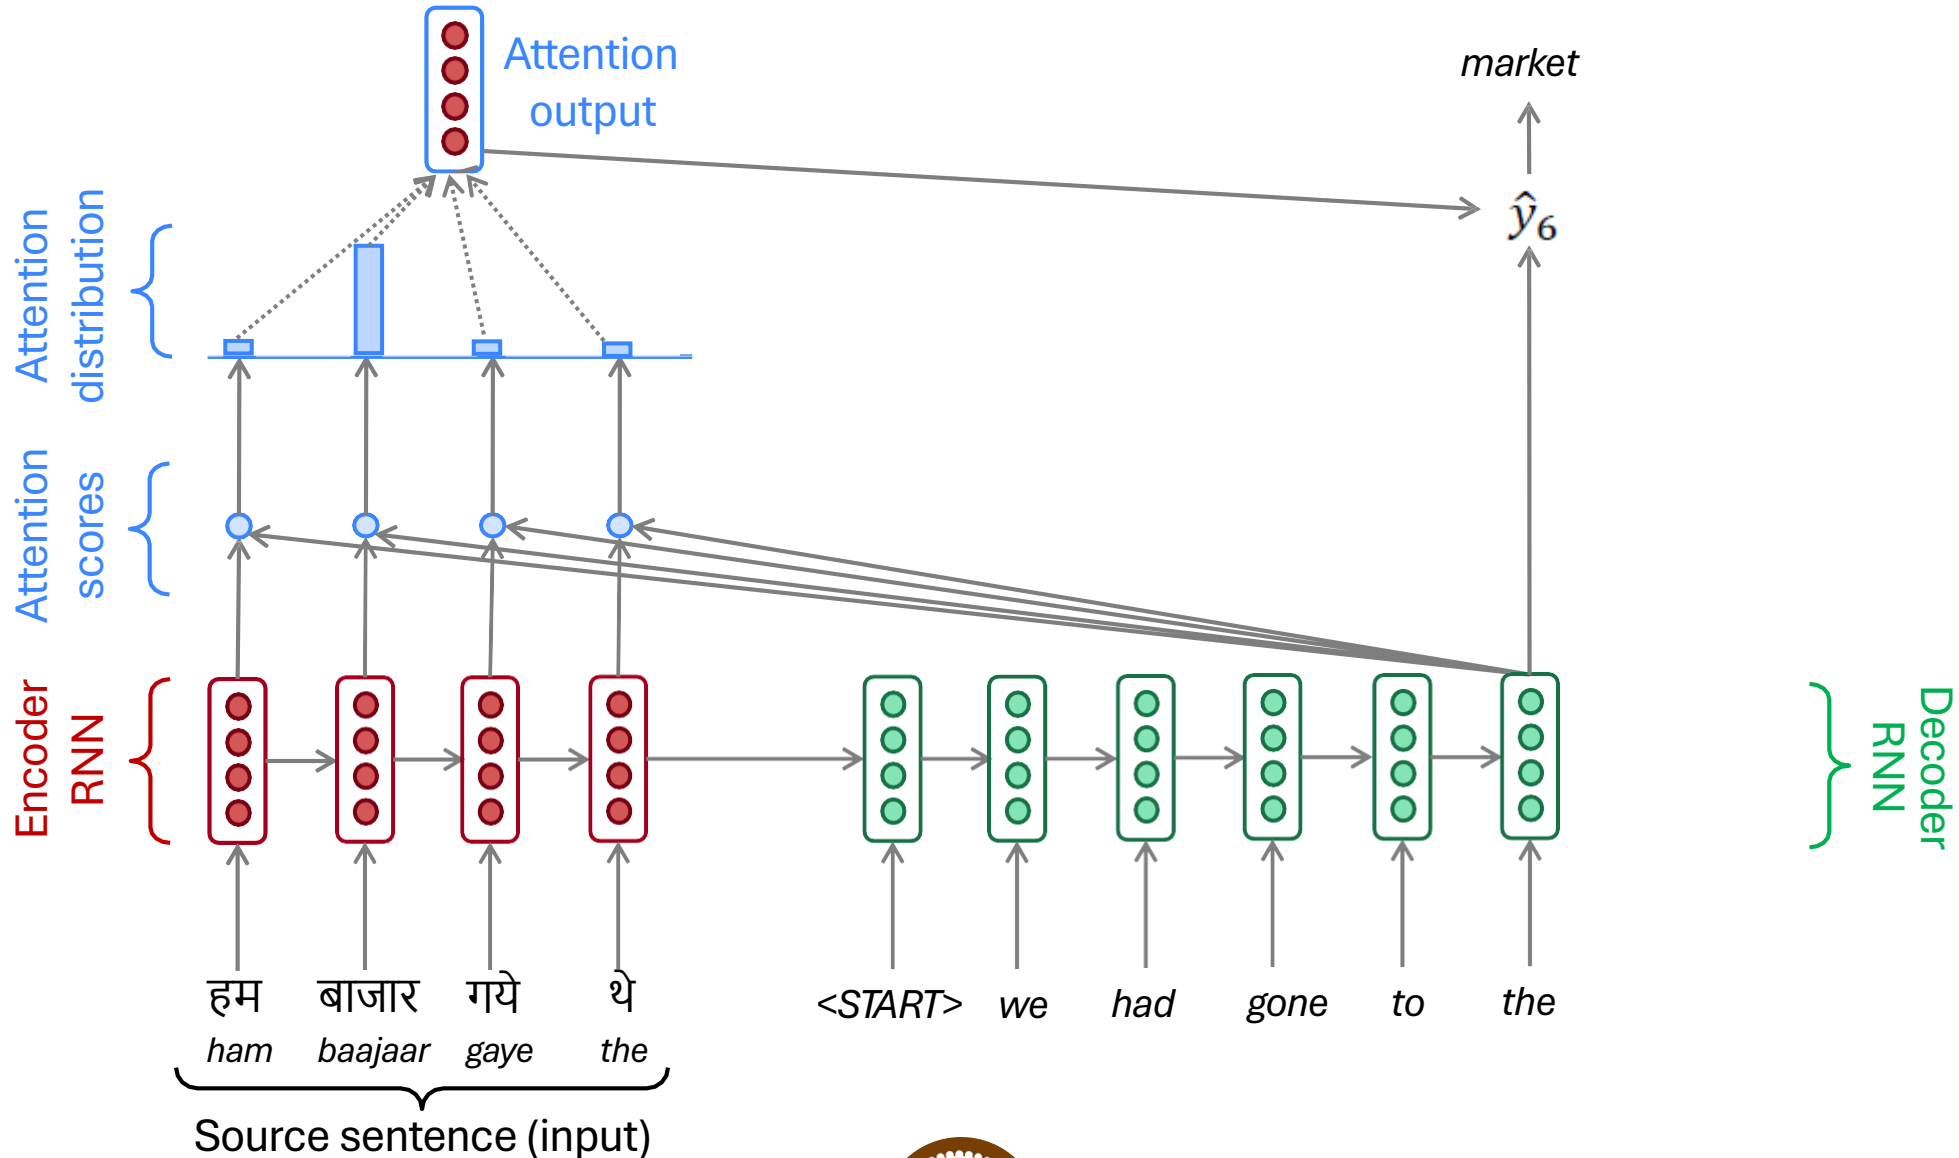 Attention
output
market
ŷ6
Attention
distribution
Attention
scores
Encoder
RNN
Decoder
RNN
हम बाजार गये थे
<START> we had gone to the
ham baajaar gaye the
Source sentence (input)